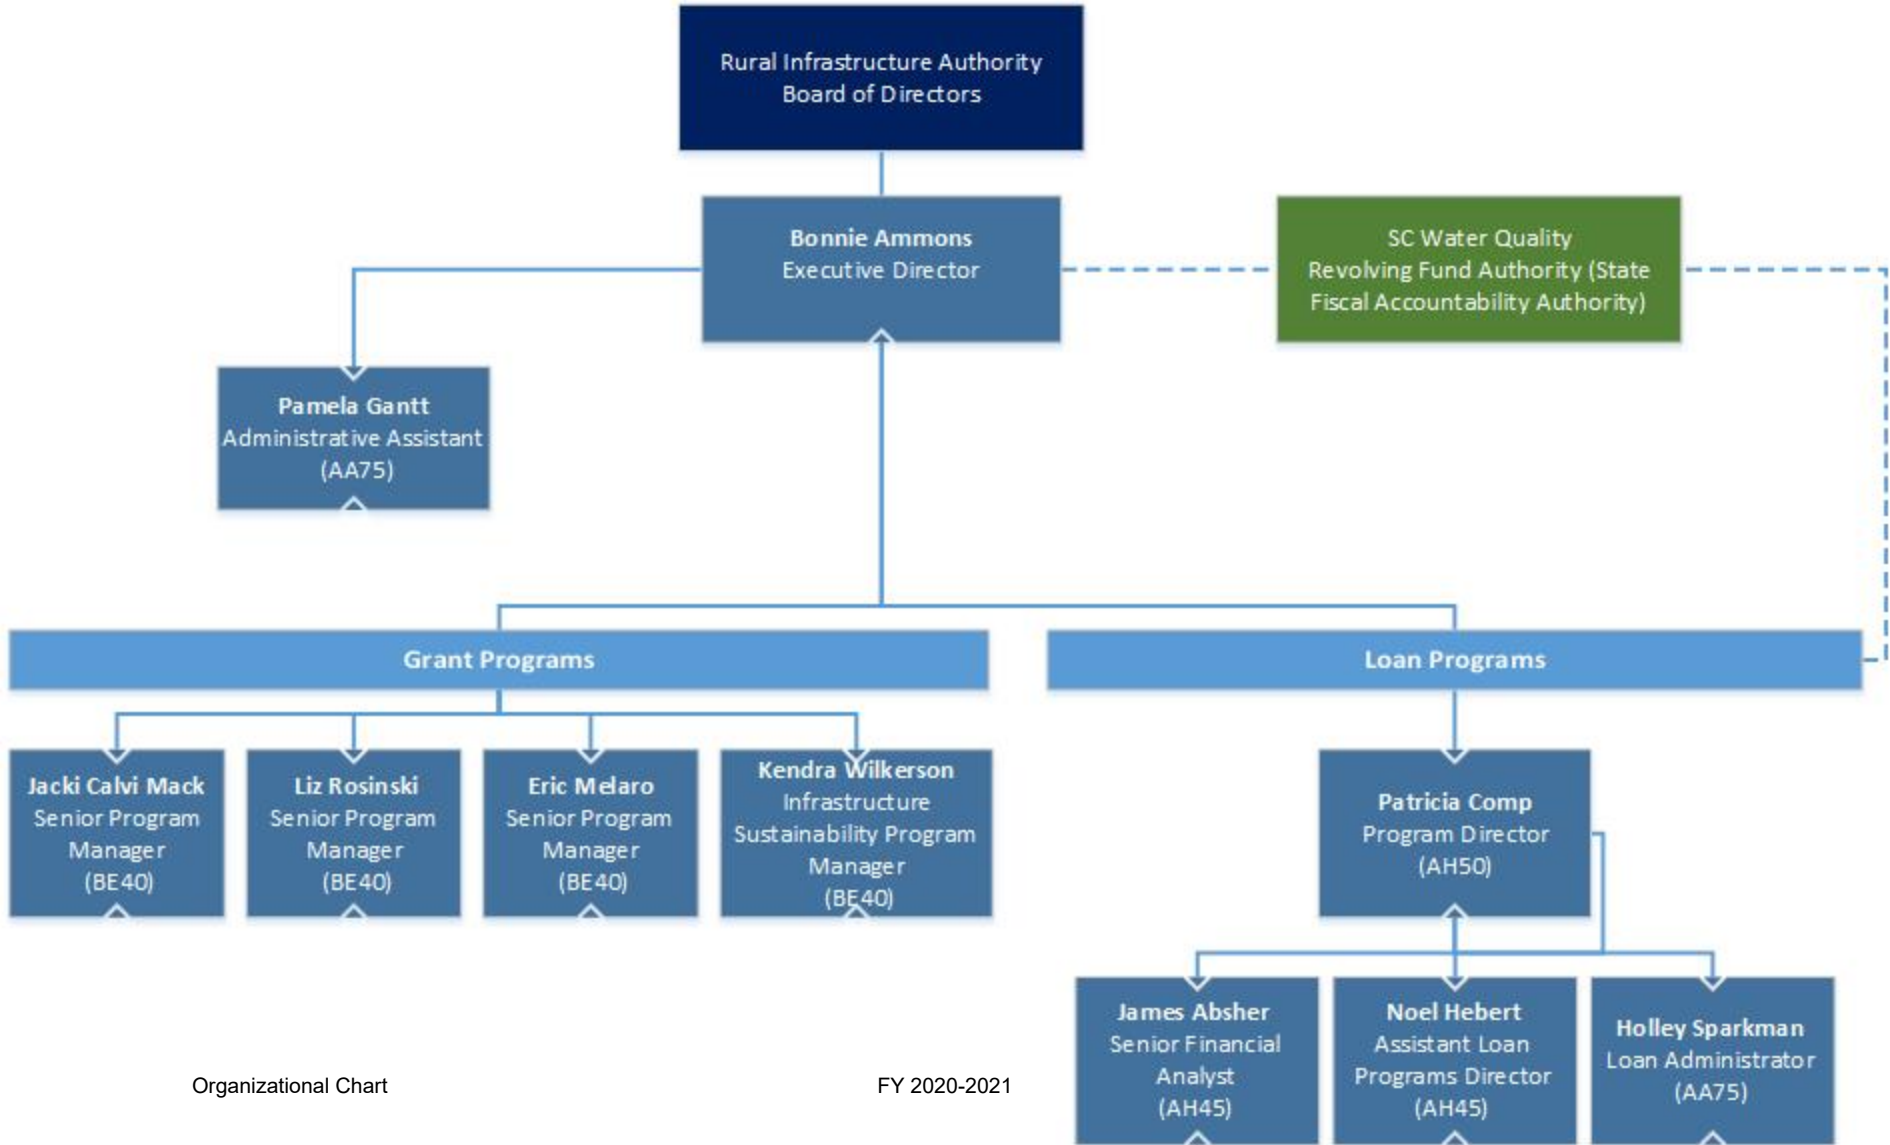 Rural Infrastructure Authority
Board of Directors
Bonnie Ammons
Executive Director
SC Water Quality
Revolving Fund Authority (State
Fiscal Accountability Authority)
Pamela Gantt
Administrative Assistant
(AA75)
Grant Programs
Loan Programs
Jacki Calvi Mack
Senior Program
Manager
(BE40)
Liz Rosinski
Senior Program
Manager
(BE40)
Eric Melaro
Senior Program
Manager
(BE40)
Kendra Wilkerson
Infrastructure
Sustainability Program
Manager
(BE40)
Patricia Comp
Program Director
(AH50)
James Absher
Senior Financial
Analyst
(AH45)
Noel Hebert
Assistant Loan
Programs Director
(AH45)
Holley Sparkman
Loan Administrator
(AA75)
Organizational Chart
FY 2020-2021